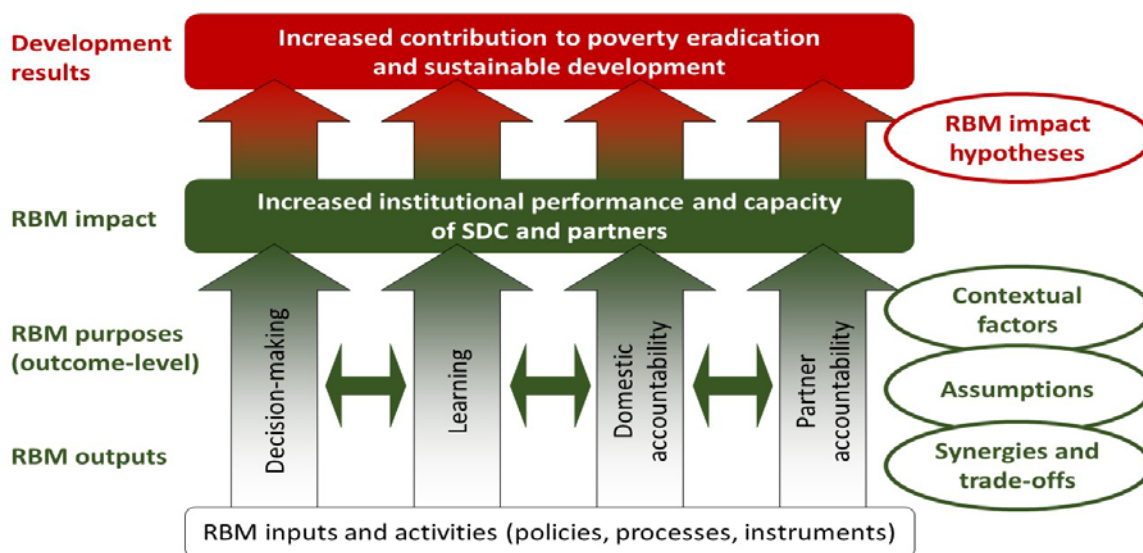 Development
results
Increased contribution to poverty eradication
and sustainable development
RBM impact
hypotheses
RBM impact
Increased institutional performance and capacity
of SDC and partners
RBM purposes
(outcome-level)
RBM outputs
Decision-making
Learning
Domestic
accountability
Partner
accountability
Contextual
factors
Assumptions
Synergies and
trade-offs
RBM inputs and activities (policies, processes, instruments)